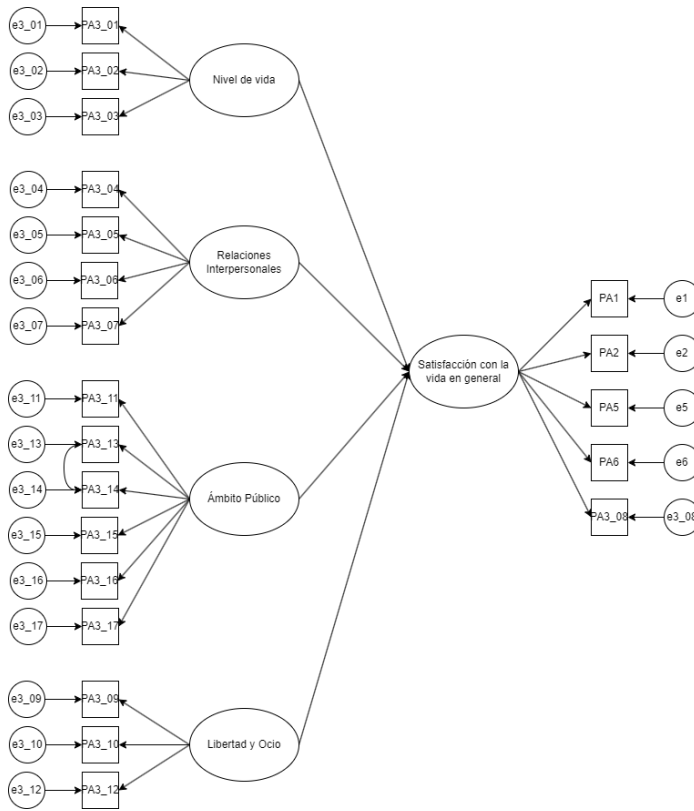 e3_01 PA3_01
e3_02 PA3_02
Nivel de vida
e3_03 PA3_03
e3_04 PA3_04
e3_05 PA3_05
Relaciones
Interpersonales
e3_06 PA3_06
e3_07 PA3_07
e3_11 PA3_11
e3_13 PA3_13
e3_14 PA3_14
Ámbito Público
e3_15 PA3_15
e3_16 PA3_16
e3_17 PA3_17
e3_09 PA3_09
e3_10 PA3_10
Libertad y Ocio
e3_12 PA3_12
Satisfacción con la
vida en general
PA1 e1
PA2 e2
PA5 e5
PA6 e6
PA3_08 e3_08